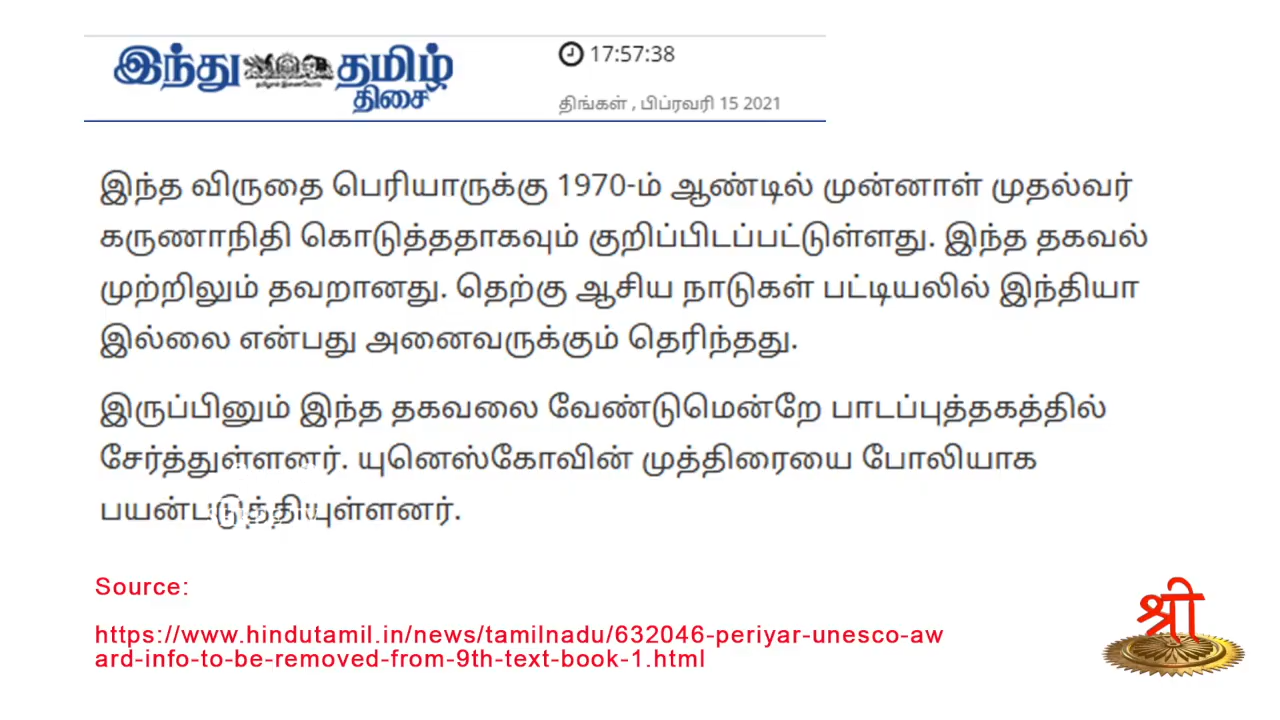 இந்து தமிழ்
திசை
17:57:38
திங்கள் , பிப்ரவரி 15 2021
இந்த விருதை பெரியாருக்கு 1970-ம் ஆண்டில் முன்னாள் முதல்வர்
கருணாநிதி கொடுத்ததாகவும் குறிப்பிடப்பட்டுள்ளது. இந்த தகவல்
முற்றிலும் தவறானது. தெற்கு ஆசிய நாடுகள் பட்டியலில் இந்தியா
இல்லை என்பது அனைவருக்கும் தெரிந்தது.
இருப்பினும் இந்த தகவலை வேண்டுமென்றே பாடப்புத்தகத்தில்
சேர்த்துள்ளனர். யுனெஸ்கோவின் முத்திரையை போலியாக
பயன்படுத்தியுள்ளனர்.
Source:
https://www.hindutamil.in/news/tamilnadu/632046-periyar-unesco-aw
ard-info-to-be-removed-from-9th-text-book-1.html
श्री